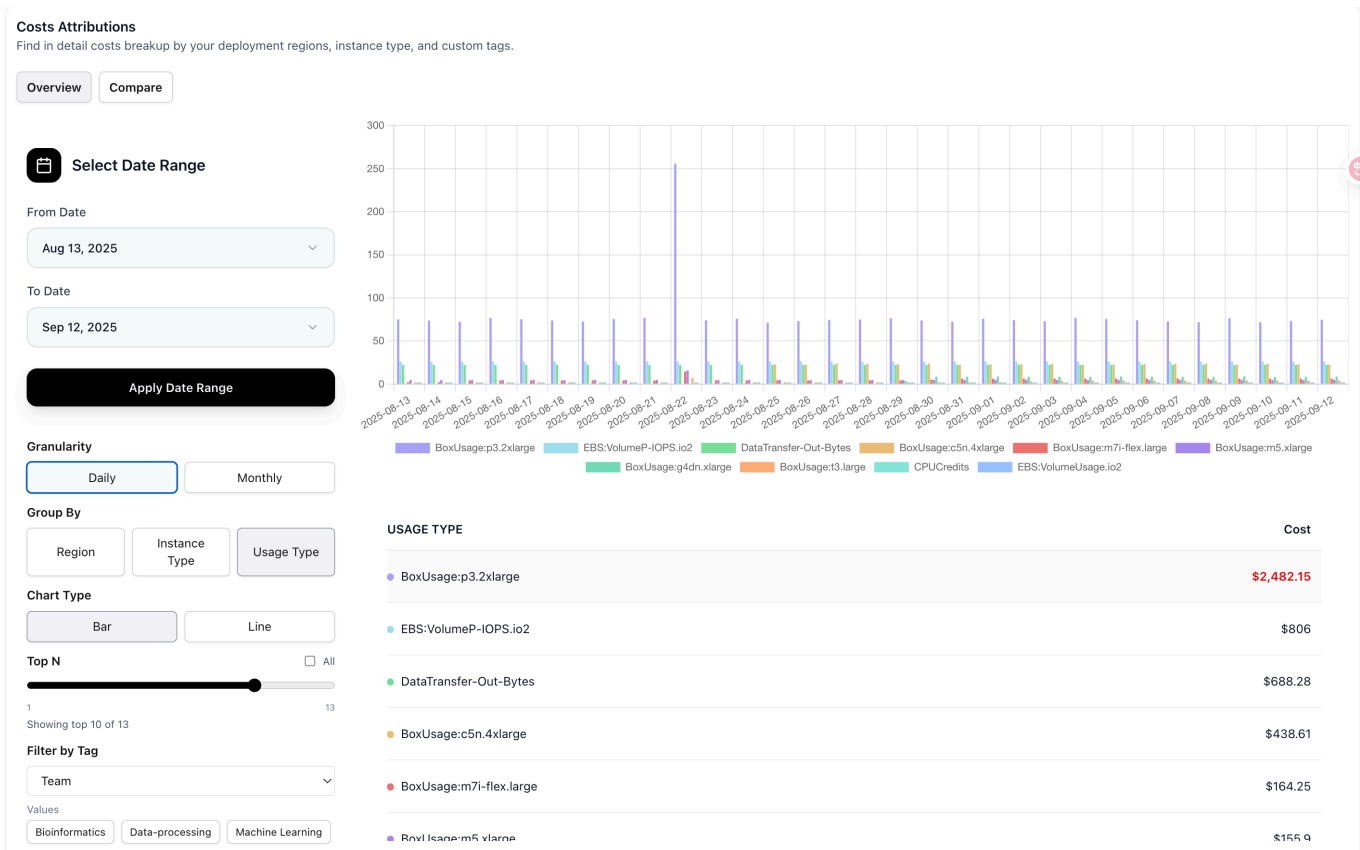 Costs Attributions
Find in detail costs breakup by your deployment regions, instance type, and custom tags.
Overview
Compare
Select Date Range
From Date
Aug 13, 2025
To Date
Sep 12, 2025
Apply Date Range
Granularity
Daily
Monthly
Group By
Region
Instance
Type
Usage Type
Chart Type
Bar
Line
Top N
All
1
13
Showing top 10 of 13
Filter by Tag
Team
Values
Bioinformatics
Data-processing
Machine Learning
300
250
200
150
100
50
0
2025-08-13
2025-08-14
2025-08-15
2025-08-16
2025-08-17
2025-08-18
2025-08-19
2025-08-20
2025-08-21
2025-08-22
2025-08-23
2025-08-24
2025-08-25
2025-08-26
2025-08-27
2025-08-28
2025-08-29
2025-08-30
2025-08-31
2025-09-01
2025-09-02
2025-09-03
2025-09-04
2025-09-05
2025-09-06
2025-09-07
2025-09-08
2025-09-09
2025-09-10
2025-09-11
2025-09-12
BoxUsage:p3.2xlarge EBS:VolumeP-IOPS.io2 DataTransfer-Out-Bytes BoxUsage:c5n.4xlarge BoxUsage:m7i-flex.large BoxUsage:m5.xlarge
BoxUsage:g4dn.xlarge BoxUsage:t3.large CPUCredits EBS:VolumeUsage.io2
USAGE TYPE Cost
BoxUsage:p3.2xlarge $2,482.15
EBS:VolumeP-IOPS.io2 $806
DataTransfer-Out-Bytes $688.28
BoxUsage:c5n.4xlarge $438.61
BoxUsage:m7i-flex.large $164.25
BoxUsage:m5.xlarge $155.9